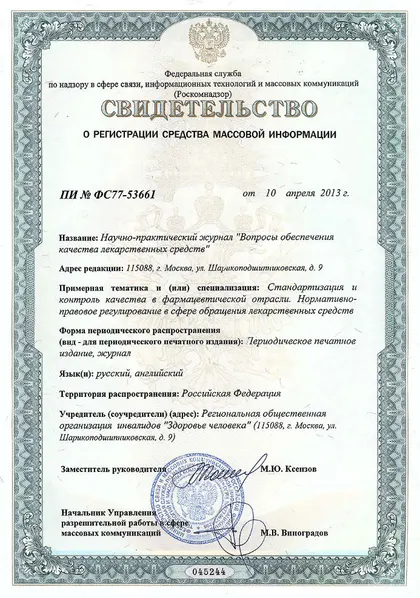 Федеральная служба
по надзору в сфере связи, информационных технологий и массовых коммуникаций
(Роскомнадзор)
СВИДЕТЕЛЬСТВО
О РЕГИСТРАЦИИ СРЕДСТВА МАССОВОЙ ИНФОРМАЦИИ
ПИ № ФС77-53661 от 10 апреля 2013 г.
Название: Научно-практический журнал "Вопросы обеспечения
качества лекарственных средств"
Адрес редакции: 115088, г. Москва, ул. Шарикоподшипниковская, д. 9
Примерная тематика и (или) специализация: Стандартизация и
контроль качества в фармацевтической отрасли. Нормативно-
правовое регулирование в сфере обращения лекарственных средств
Форма периодического распространения
(вид - для периодического печатного издания): Периодическое печатное
издание, журнал
Язык(и): русский, английский
Территория распространения: Российская Федерация
Учредитель (соучредители) (адрес): Региональная общественная
организация инвалидов "Здоровье человека" (115088, г. Москва, ул.
Шарикоподшипниковская, д. 9)
Заместитель руководителя М.Ю. Ксензов
Начальник Управления
разрешительной работы в сфере
массовых коммуникаций М.В. Виноградов
045244